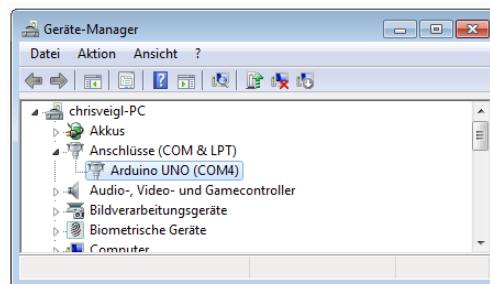 Geräte-Manager
Datei Aktion Ansicht ?
chrisveigl-PC
Akkus
Anschlüsse (COM & LPT)
Arduino UNO (COM4)
Audio-, Video- und Gamecontroller
Bildverarbeitungsgeräte
Biometrische Geräte
Computer